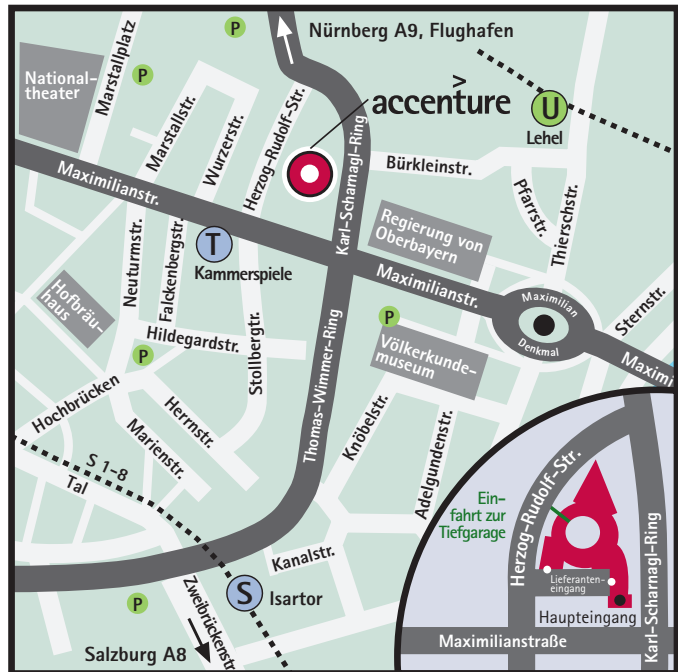 Nürnberg A9, Flughafen
P
P
Marstallplatz
National-
theater
>
accenture
U
Lehel
Marstallstr.
Wurzerstr.
Herzog-Rudolf-Str.
Karl-Scharnagl-Ring
Bürkleinstr.
Pfarrstr.
Thierschstr.
Maximilianstr.
T
Kammerspiele
Regierung von
Oberbayern
Neuturmstr.
Falckenbergstr.
Maximilianstr.
Maximilian
Denkmal
Sternstr.
Maximi
Hofbräu-
haus
Hildegardstr.
P
Stollbergtr.
Thomas-Wimmer-Ring
P
Völkerkunde-
museum
Hochbrücken
Herrnstr.
Marienstr.
Knöbelstr.
Adelgundenstr.
S 1-8
Tal
Kanalstr.
S
Isartor
P
Zweibrückenstr
Salzburg A8
Herzog-Rudolf-Str.
Ein-
fahrt zur
Tiefgarage
Karl-Scharnagl-Ring
Lieferanten-
eingang
Haupteingang
Maximilianstraße